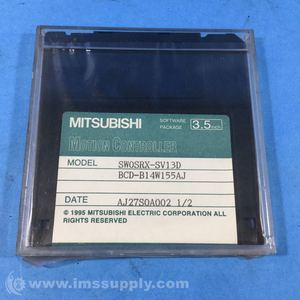 MITSUBISHI
SOFTWARE PACKAGE 3.5inch
MOTION CONTROLLER
MODEL SW0SRX-SV13D
BCD-B14W155AJ
DATE AJ27S0A002 1/2
© 1995 MITSUBISHI ELECTRIC CORPORATION ALL
RIGHTS RESERVED
© www.imssupply.com